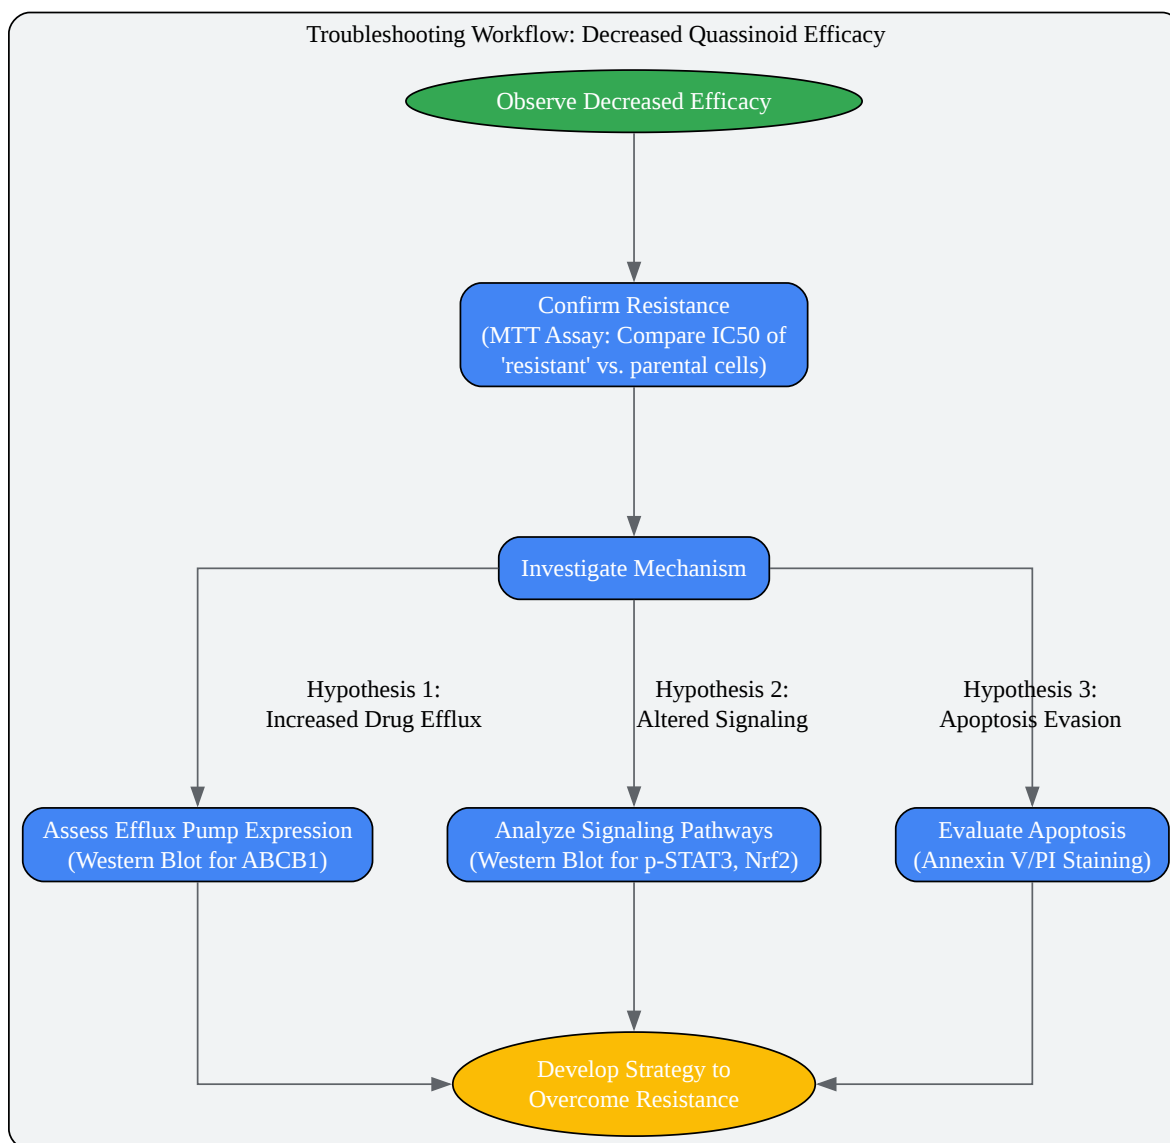 Troubleshooting Workflow: Decreased Quassinoid Efficacy
Observe Decreased Efficacy
Confirm Resistance
(MTT Assay: Compare IC50 of
'resistant' vs. parental cells)
Investigate Mechanism
Hypothesis 1:
Increased Drug Efflux
Hypothesis 2:
Altered Signaling
Hypothesis 3:
Apoptosis Evasion
Assess Efflux Pump Expression
(Western Blot for ABCB1)
Analyze Signaling Pathways
(Western Blot for p-STAT3, Nrf2)
Evaluate Apoptosis
(Annexin V/PI Staining)
Develop Strategy to
Overcome Resistance